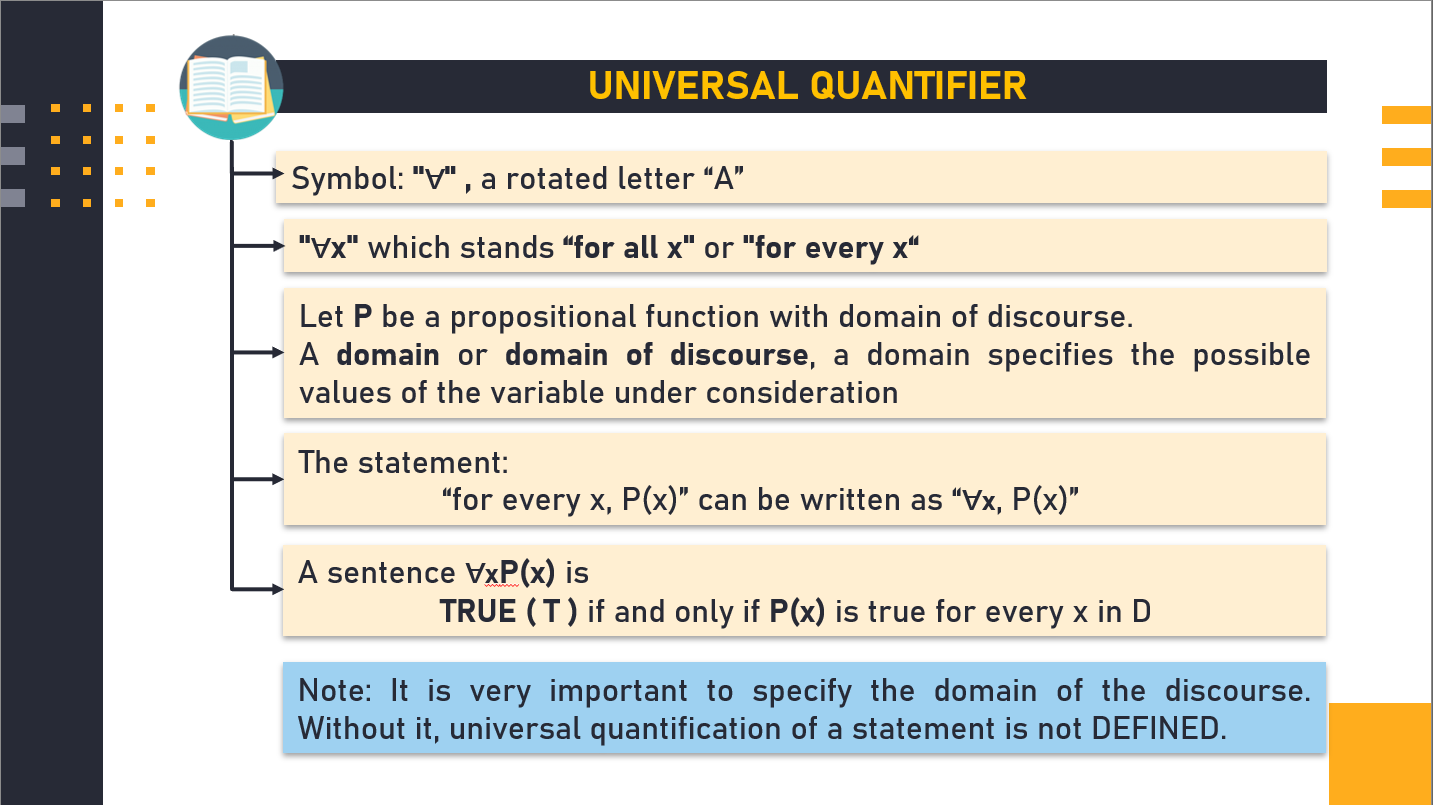 UNIVERSAL QUANTIFIER
Symbol: "∀" , a rotated letter “A”
"∀x" which stands “for all x" or "for every x“
Let P be a propositional function with domain of discourse.
A domain or domain of discourse, a domain specifies the possible
values of the variable under consideration
The statement:
“for every x, P(x)” can be written as “∀x, P(x)”
A sentence ∀xP(x) is
TRUE ( T ) if and only if P(x) is true for every x in D
Note: It is very important to specify the domain of the discourse.
Without it, universal quantification of a statement is not DEFINED.